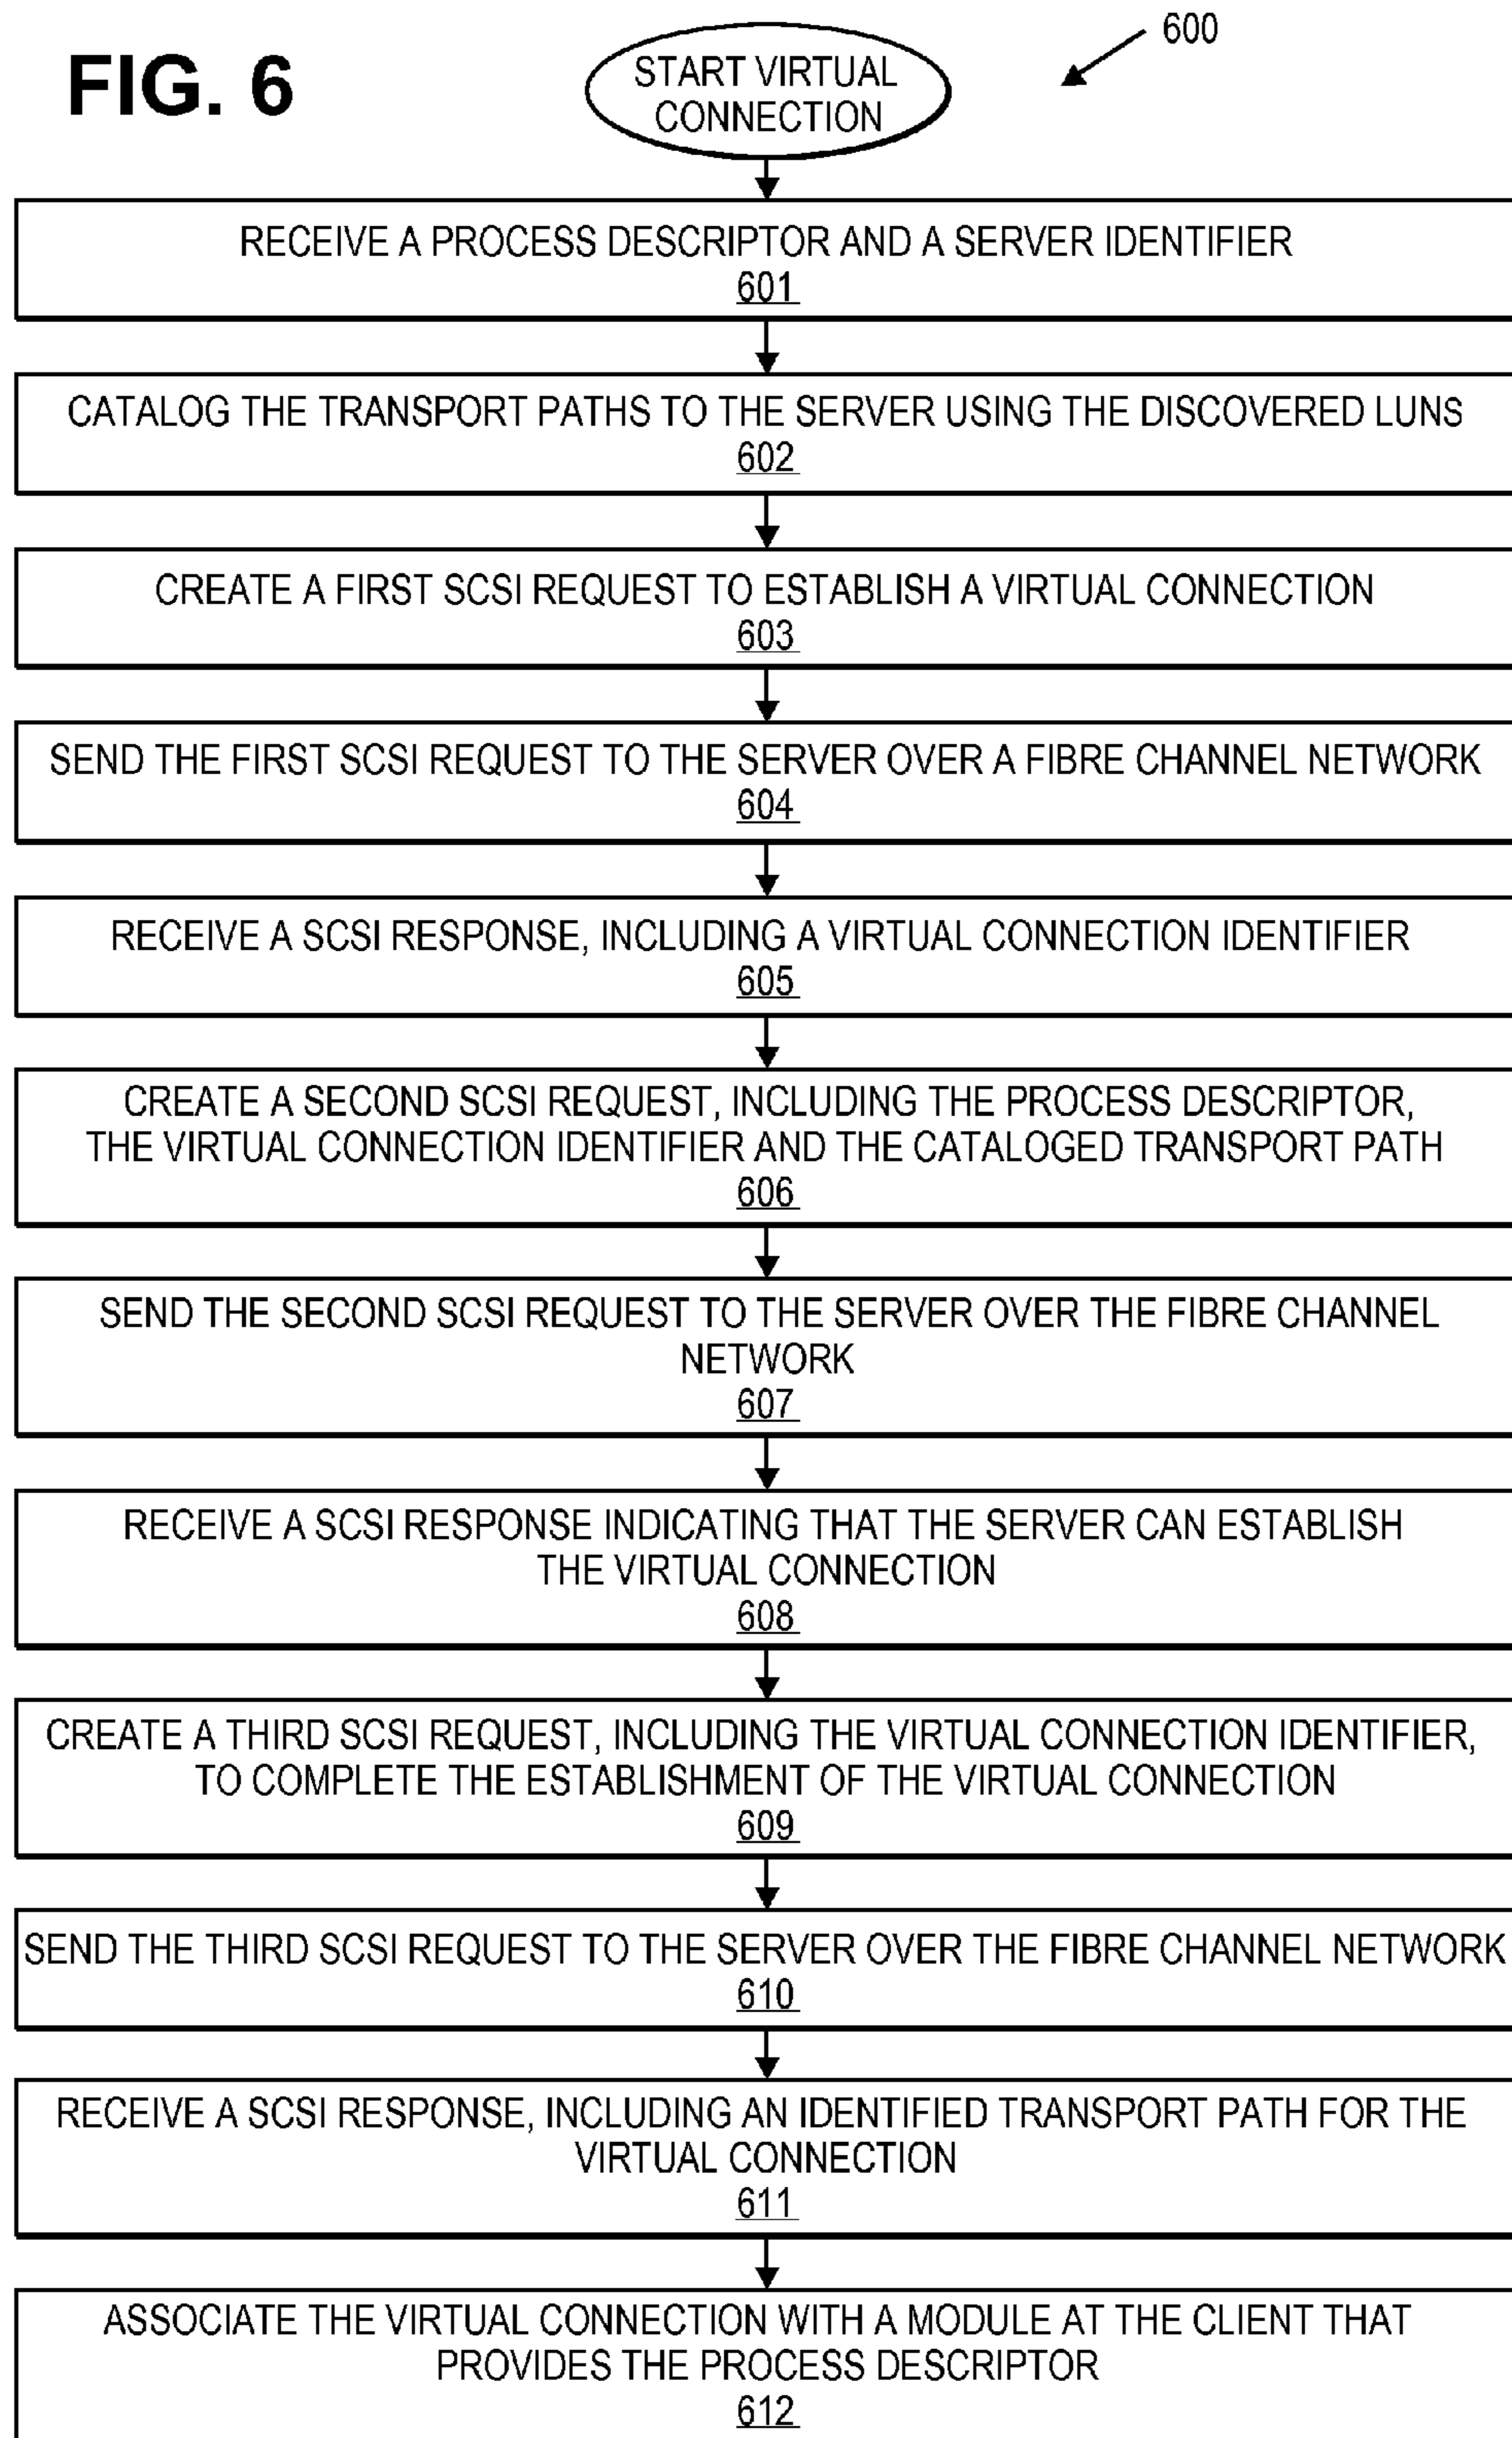 FIG. 6
600
START VIRTUAL
CONNECTION
RECEIVE A PROCESS DESCRIPTOR AND A SERVER IDENTIFIER
601
CATALOG THE TRANSPORT PATHS TO THE SERVER USING THE DISCOVERED LUNS
602
CREATE A FIRST SCSI REQUEST TO ESTABLISH A VIRTUAL CONNECTION
603
SEND THE FIRST SCSI REQUEST TO THE SERVER OVER A FIBRE CHANNEL NETWORK
604
RECEIVE A SCSI RESPONSE, INCLUDING A VIRTUAL CONNECTION IDENTIFIER
605
CREATE A SECOND SCSI REQUEST, INCLUDING THE PROCESS DESCRIPTOR,
THE VIRTUAL CONNECTION IDENTIFIER AND THE CATALOGED TRANSPORT PATH
606
SEND THE SECOND SCSI REQUEST TO THE SERVER OVER THE FIBRE CHANNEL
NETWORK
607
RECEIVE A SCSI RESPONSE INDICATING THAT THE SERVER CAN ESTABLISH
THE VIRTUAL CONNECTION
608
CREATE A THIRD SCSI REQUEST, INCLUDING THE VIRTUAL CONNECTION IDENTIFIER,
TO COMPLETE THE ESTABLISHMENT OF THE VIRTUAL CONNECTION
609
SEND THE THIRD SCSI REQUEST TO THE SERVER OVER THE FIBRE CHANNEL NETWORK
610
RECEIVE A SCSI RESPONSE, INCLUDING AN IDENTIFIED TRANSPORT PATH FOR THE
VIRTUAL CONNECTION
611
ASSOCIATE THE VIRTUAL CONNECTION WITH A MODULE AT THE CLIENT THAT
PROVIDES THE PROCESS DESCRIPTOR
612